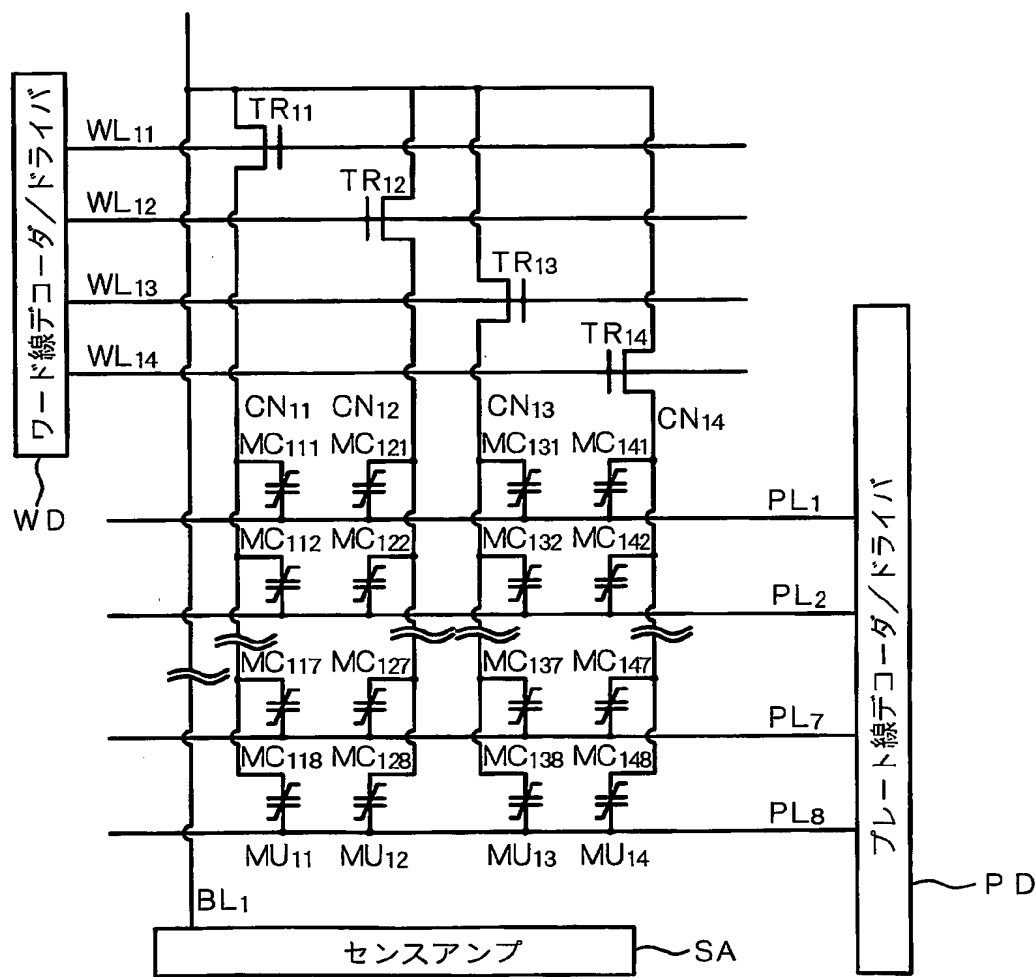 ワード線デコーダ/ドライバ
WD
WL11
WL12
WL13
WL14
TR11
TR12
TR13
TR14
CN11 CN12 CN13 CN14
MC111 MC121 MC131 MC141
PL1
MC112 MC122 MC132 MC142
PL2
MC117 MC127 MC137 MC147
PL7
MC118 MC128 MC138 MC148
PL8
MU11 MU12 MU13 MU14
プレート線デコーダ/ドライバ
PD
BL1
センスアンプ
SA